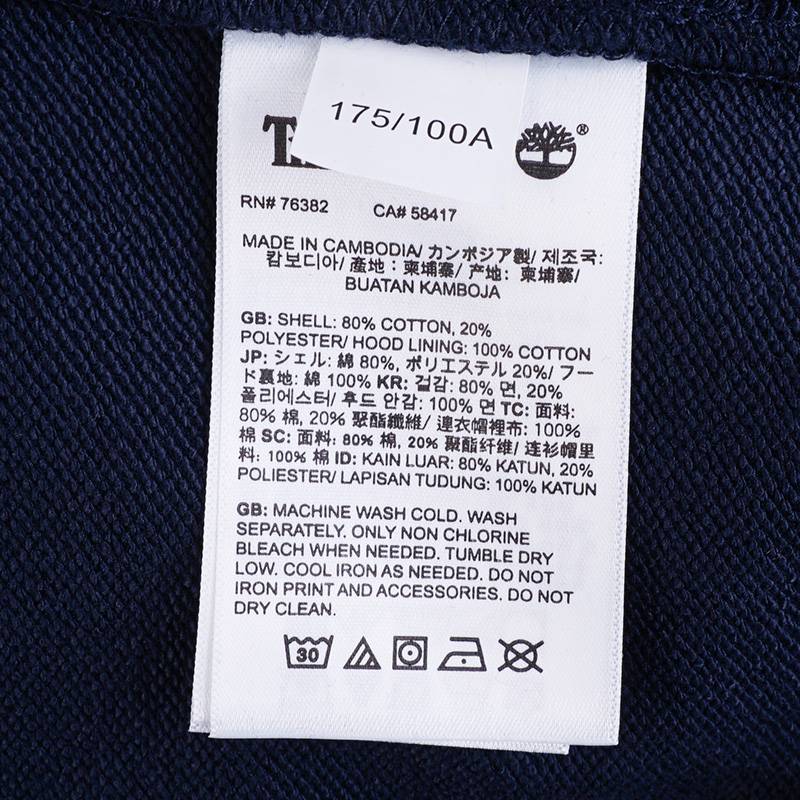 175/100A
®
RN# 76382 CA# 58417
MADE IN CAMBODIA/ カンボジア製/ 제조국:
캄보디아/ 產地：柬埔寨/ 产地：柬埔寨/
BUATAN KAMBOJA
GB: SHELL: 80% COTTON, 20%
POLYESTER/ HOOD LINING: 100% COTTON
JP: シェル: 綿 80%, ポリエステル 20%/ フー
ド裏地: 綿 100% KR: 겉감: 80% 면, 20%
폴리에스터/ 후드 안감: 100% 면 TC: 面料:
80% 棉, 20% 聚酯纖維/ 連衣帽裡布: 100%
棉 SC: 面料: 80% 棉, 20% 聚酯纤维/ 连衫帽里
料: 100% 棉 ID: KAIN LUAR: 80% KATUN, 20%
POLIESTER/ LAPISAN TUDUNG: 100% KATUN
GB: MACHINE WASH COLD. WASH
SEPARATELY. ONLY NON CHLORINE
BLEACH WHEN NEEDED. TUMBLE DRY
LOW. COOL IRON AS NEEDED. DO NOT
IRON PRINT AND ACCESSORIES. DO NOT
DRY CLEAN.
30